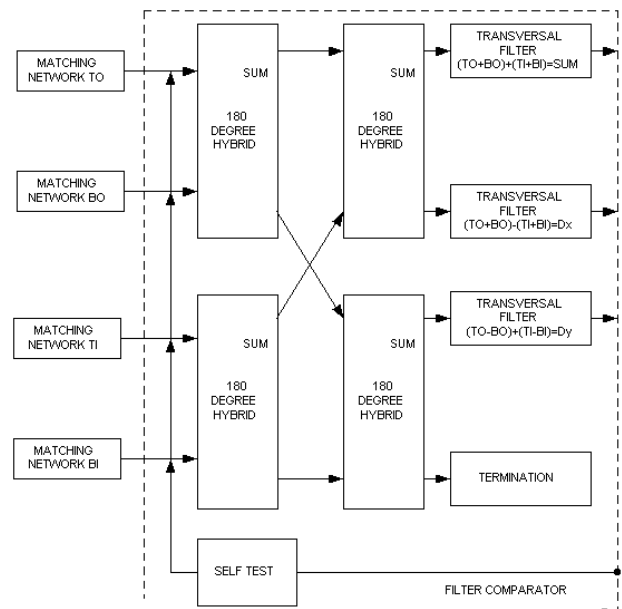 MATCHING
NETWORK TO
MATCHING
NETWORK BO
MATCHING
NETWORK TI
MATCHING
NETWORK BI
SUM
180
DEGREE
HYBRID
SUM
180
DEGREE
HYBRID
SUM
180
DEGREE
HYBRID
SUM
180
DEGREE
HYBRID
TRANSVERSAL
FILTER
(TO+BO)+(TI+BI)=SUM
TRANSVERSAL
FILTER
(TO+BO)-(TI+BI)=Dx
TRANSVERSAL
FILTER
(TO-BO)+(TI-BI)=Dy
TERMINATION
SELF TEST
FILTER COMPARATOR